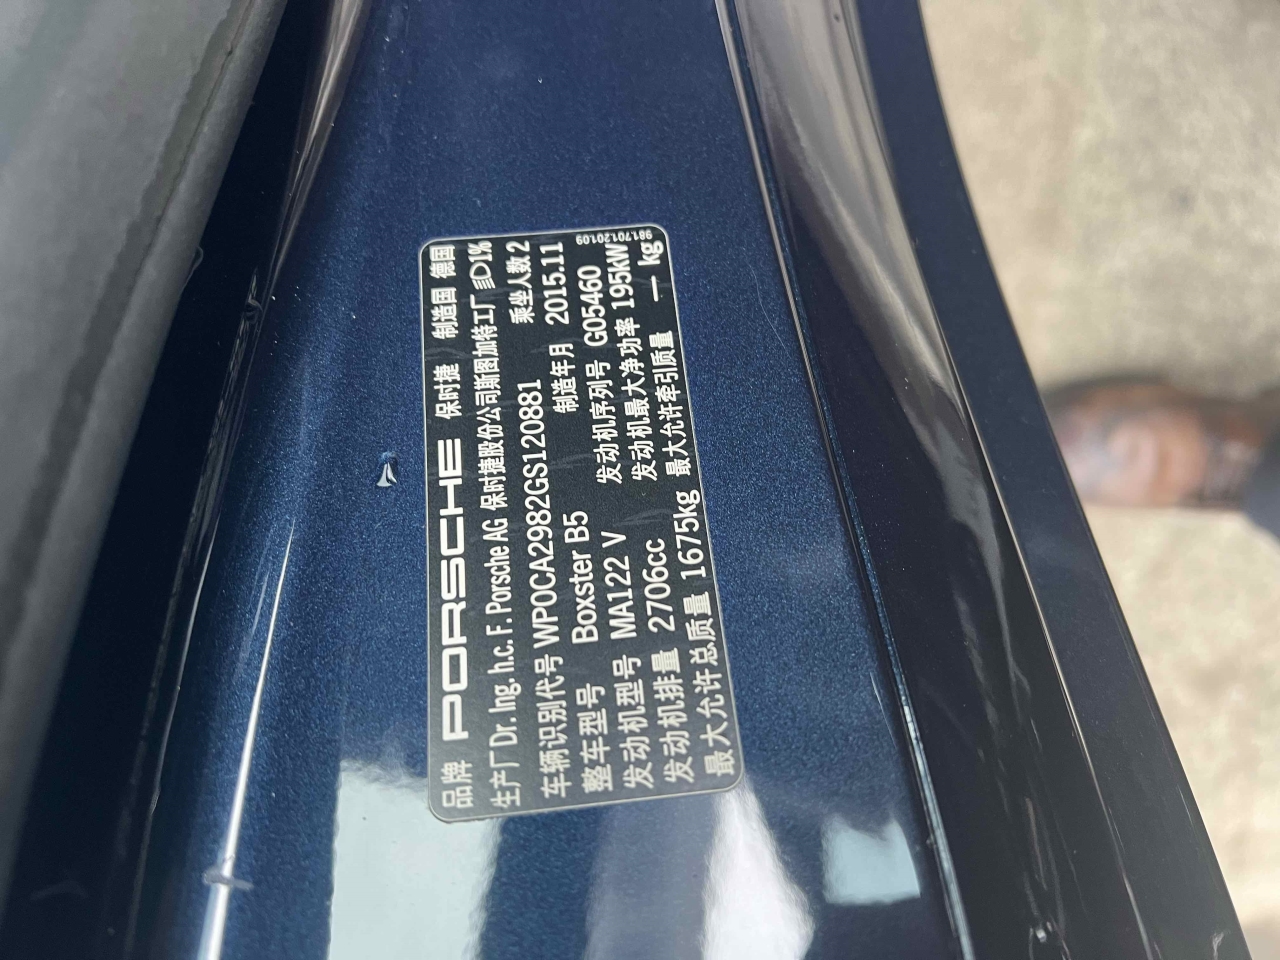 品牌 PORSCHE 保时捷 制造国 德国
生产厂 Dr. Ing. h.c. F. Porsche AG 保时捷股份公司斯图加特工厂 1%
车辆识别代号 WP0CA2982GS120881 乘坐人数 2
整车型号 Boxster B5 制造年月 2015.11
发动机型号 MA122 V 发动机序列号 G05460
发动机排量 2706cc 发动机最大净功率 195kW
最大允许总质量 1675kg 最大允许牵引质量 — kg
981.701.201.09